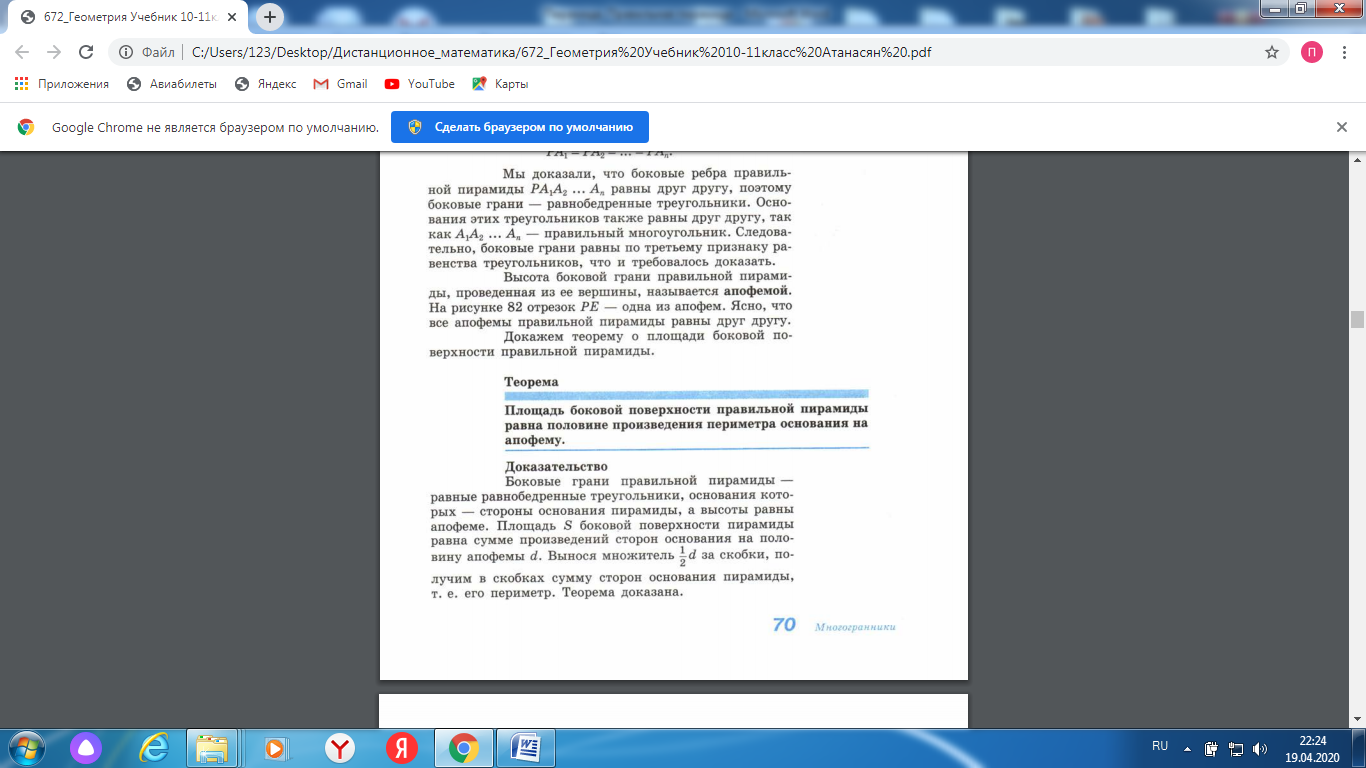 672_Геометрия Учебник 10-11к
Файл | C:/Users/123/Desktop/Дистанционное_математика/672_Геометрия%20Учебник%2010-11класс%20Атанасян%20.pdf
П
Приложения Авиабилеты Яндекс Gmail YouTube Карты
Google Chrome не является браузером по умолчанию. Сделать браузером по умолчанию
PA₁ = PA₂ = ... = PAₙ.
Мы доказали, что боковые ребра правиль-
ной пирамиды PA₁A₂ ... Aₙ равны друг другу, поэтому
боковые грани — равнобедренные треугольники. Осно-
вания этих треугольников также равны друг другу, так
как A₁A₂ ... Aₙ — правильный многоугольник. Следова-
тельно, боковые грани равны по третьему признаку ра-
венства треугольников, что и требовалось доказать.
Высота боковой грани правильной пирами-
ды, проведенная из ее вершины, называется апофемой.
На рисунке 82 отрезок PE — одна из апофем. Ясно, что
все апофемы правильной пирамиды равны друг другу.
Докажем теорему о площади боковой по-
верхности правильной пирамиды.
Теорема
Площадь боковой поверхности правильной пирамиды
равна половине произведения периметра основания на
апофему.
Доказательство
Боковые грани правильной пирамиды —
равные равнобедренные треугольники, основания кото-
рых — стороны основания пирамиды, а высоты равны
апофеме. Площадь S боковой поверхности пирамиды
равна сумме произведений сторон основания на поло-
вину апофемы d. Вынося множитель 1/2 d за скобки, по-
лучим в скобках сумму сторон основания пирамиды,
т. е. его периметр. Теорема доказана.
70 Многогранники
RU
22:24
19.04.2020